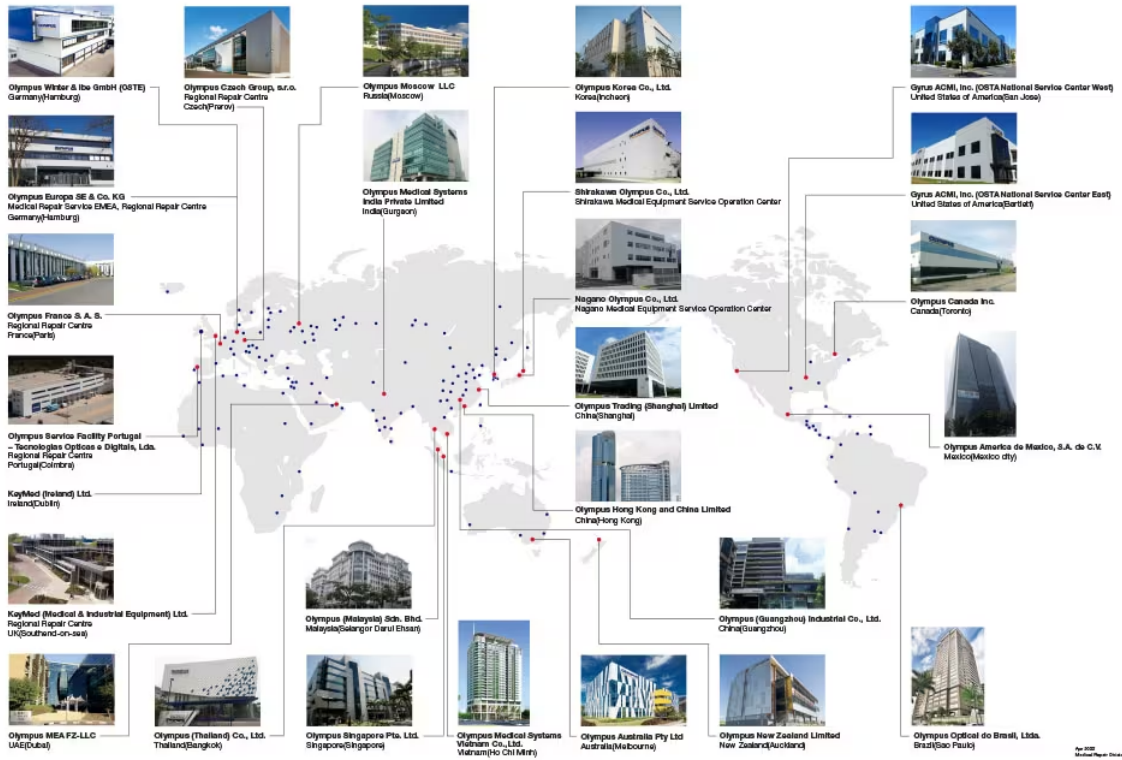 Olympus Winter & Ibe GmbH (OSTE)
Germany(Hamburg)
Olympus Czech Group, s.r.o.
Regional Repair Centre
Czech(Prerov)
Olympus Moscow LLC
Russia(Moscow)
Olympus Korea Co., Ltd.
Korea(Incheon)
Gyrus ACMI, Inc. (OSTA National Service Center West)
United States of America(San Jose)
Olympus Europa SE & Co. KG
Medical Repair Service EMEA, Regional Repair Centre
Germany(Hamburg)
Olympus Medical Systems
India Private Limited
India(Gurgaon)
Shirakawa Olympus Co., Ltd.
Shirakawa Medical Equipment Service Operation Center
Gyrus ACMI, Inc. (OSTA National Service Center East)
United States of America(Bartlett)
Olympus France S. A. S.
Regional Repair Centre
France(Paris)
Nagano Olympus Co., Ltd.
Nagano Medical Equipment Service Operation Center
Olympus Canada Inc.
Canada(Toronto)
Olympus Service Facility Portugal
– Tecnologias Opticas e Digitais, Lda.
Regional Repair Centre
Portugal(Coimbra)
Olympus Trading (Shanghai) Limited
China(Shanghai)
Olympus America de Mexico, S.A. de C.V.
Mexico(Mexico city)
KeyMed (Ireland) Ltd.
Ireland(Dublin)
Olympus Hong Kong and China Limited
China(Hong Kong)
KeyMed (Medical & Industrial Equipment) Ltd.
Regional Repair Centre
UK(Southend-on-sea)
Olympus (Malaysia) Sdn. Bhd.
Malaysia(Selangor Darul Ehsan)
Olympus (Guangzhou) Industrial Co., Ltd.
China(Guangzhou)
Olympus MEA FZ-LLC
UAE(Dubai)
Olympus (Thailand) Co., Ltd.
Thailand(Bangkok)
Olympus Singapore Pte. Ltd.
Singapore(Singapore)
Olympus Medical Systems
Vietnam Co.,Ltd.
Vietnam(Ho Chi Minh)
Olympus Australia Pty Ltd
Australia(Melbourne)
Olympus New Zealand Limited
New Zealand(Auckland)
Olympus Optical do Brasil, Ltda.
Brazil(Sao Paulo)
Medical Repair